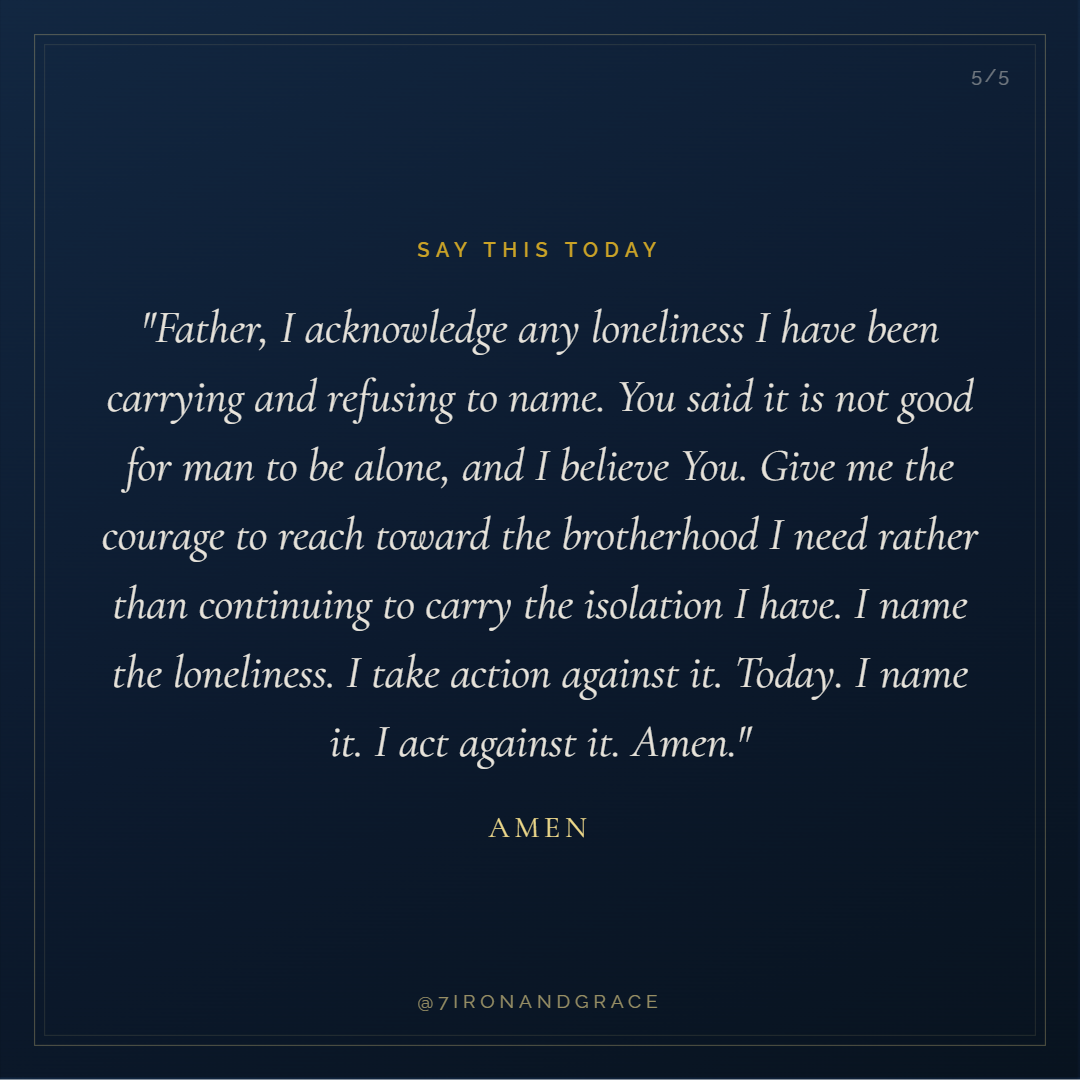 5/5
SAY THIS TODAY
"Father, I acknowledge any loneliness I have been
carrying and refusing to name. You said it is not good
for man to be alone, and I believe You. Give me the
courage to reach toward the brotherhood I need rather
than continuing to carry the isolation I have. I name
the loneliness. I take action against it. Today. I name
it. I act against it. Amen."
AMEN
@7IRONANDGRACE